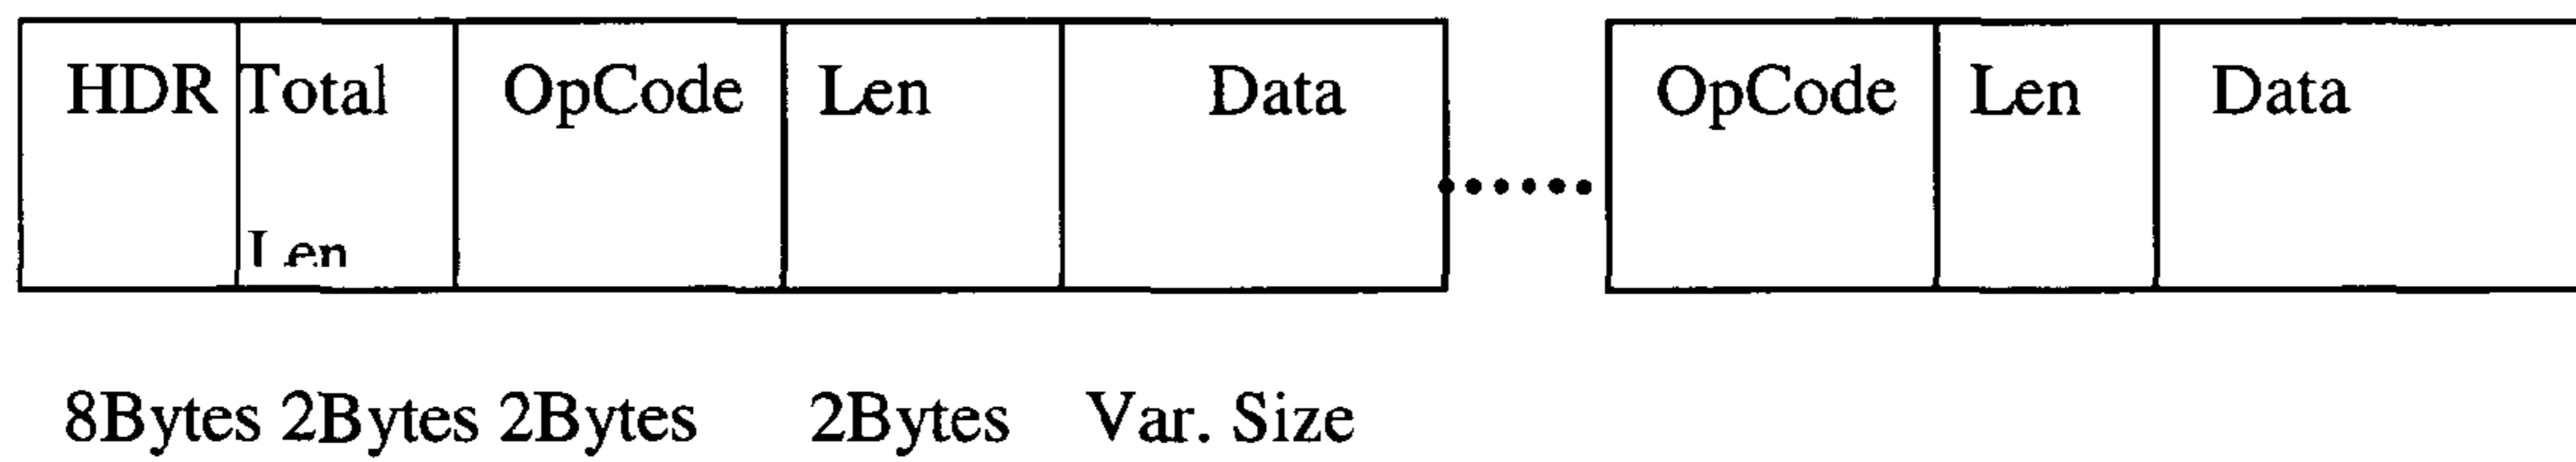 HDR Total OpCode Len Data OpCode Len Data
Len
8Bytes 2Bytes 2Bytes 2Bytes Var. Size